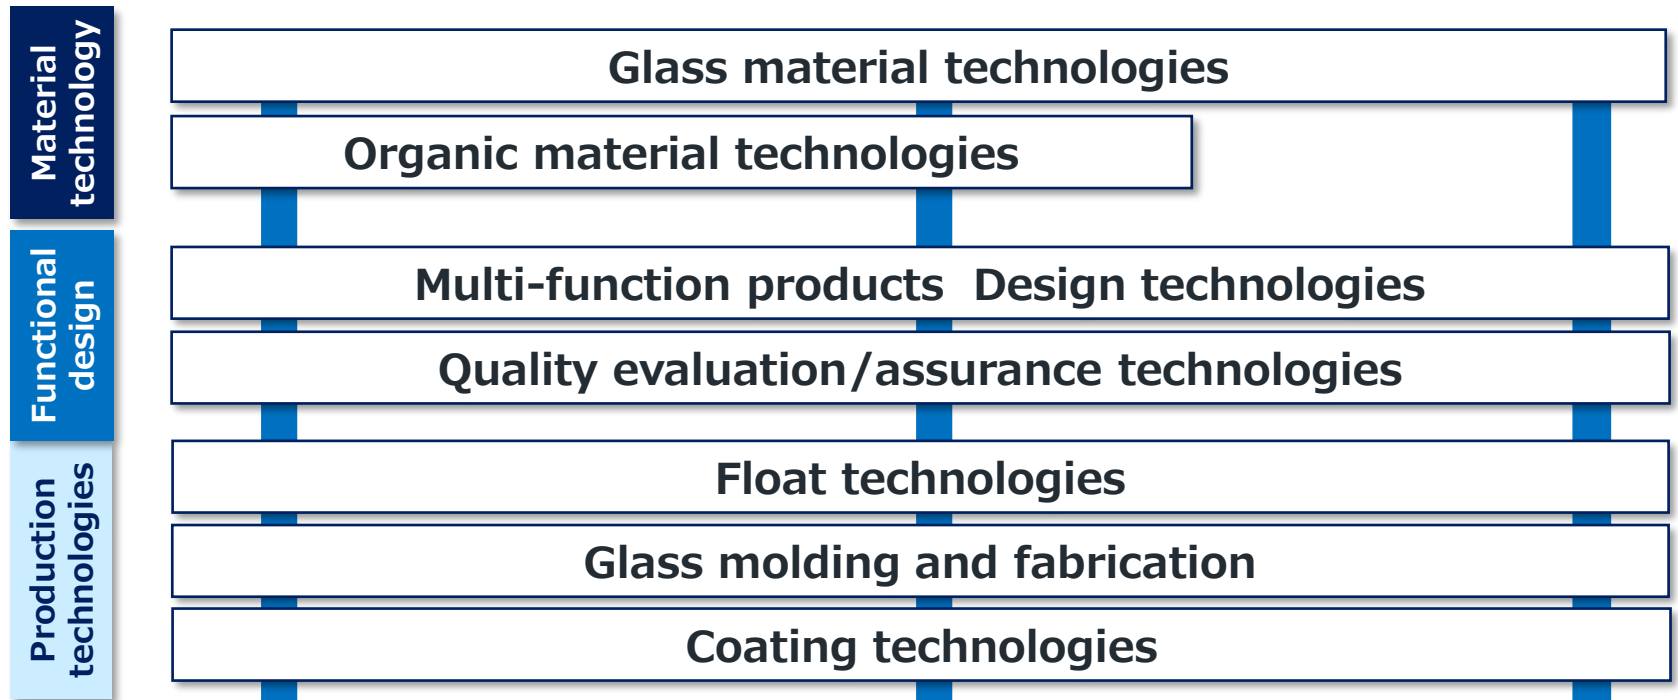 Material
technology
Glass material technologies
Organic material technologies
Functional
design
Multi-function products  Design technologies
Quality evaluation/assurance technologies
Production
technologies
Float technologies
Glass molding and fabrication
Coating technologies